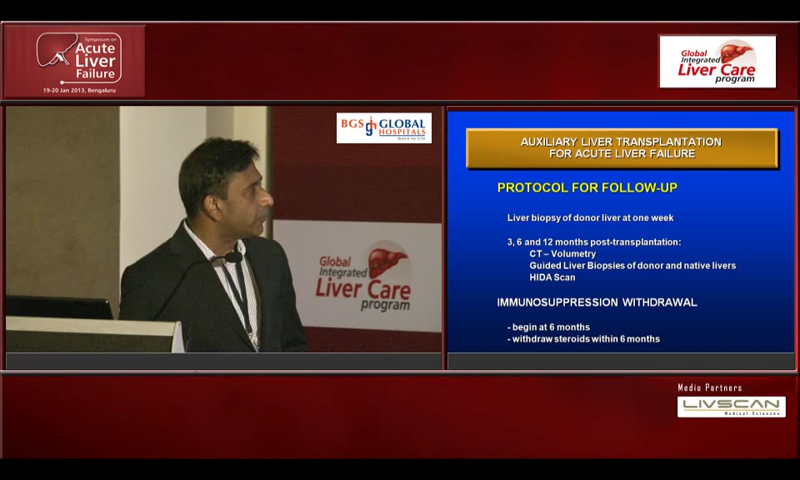 Symposium on
Acute
Liver
Failure
19-20 Jan 2013, Bengaluru
Global
Integrated
Liver Care
program
BGS GLOBAL
HOSPITALS
Global
Integrated
Liver Care
program
AUXILIARY LIVER TRANSPLANTATION
FOR ACUTE LIVER FAILURE
PROTOCOL FOR FOLLOW-UP
Liver biopsy of donor liver at one week
3, 6 and 12 months post-transplantation:
CT – Volumetry
Guided Liver Biopsies of donor and native livers
HIDA Scan
IMMUNOSUPPRESSION WITHDRAWAL
- begin at 6 months
- withdraw steroids within 6 months
Media Partners
LIVSCAN
Medical Sciences